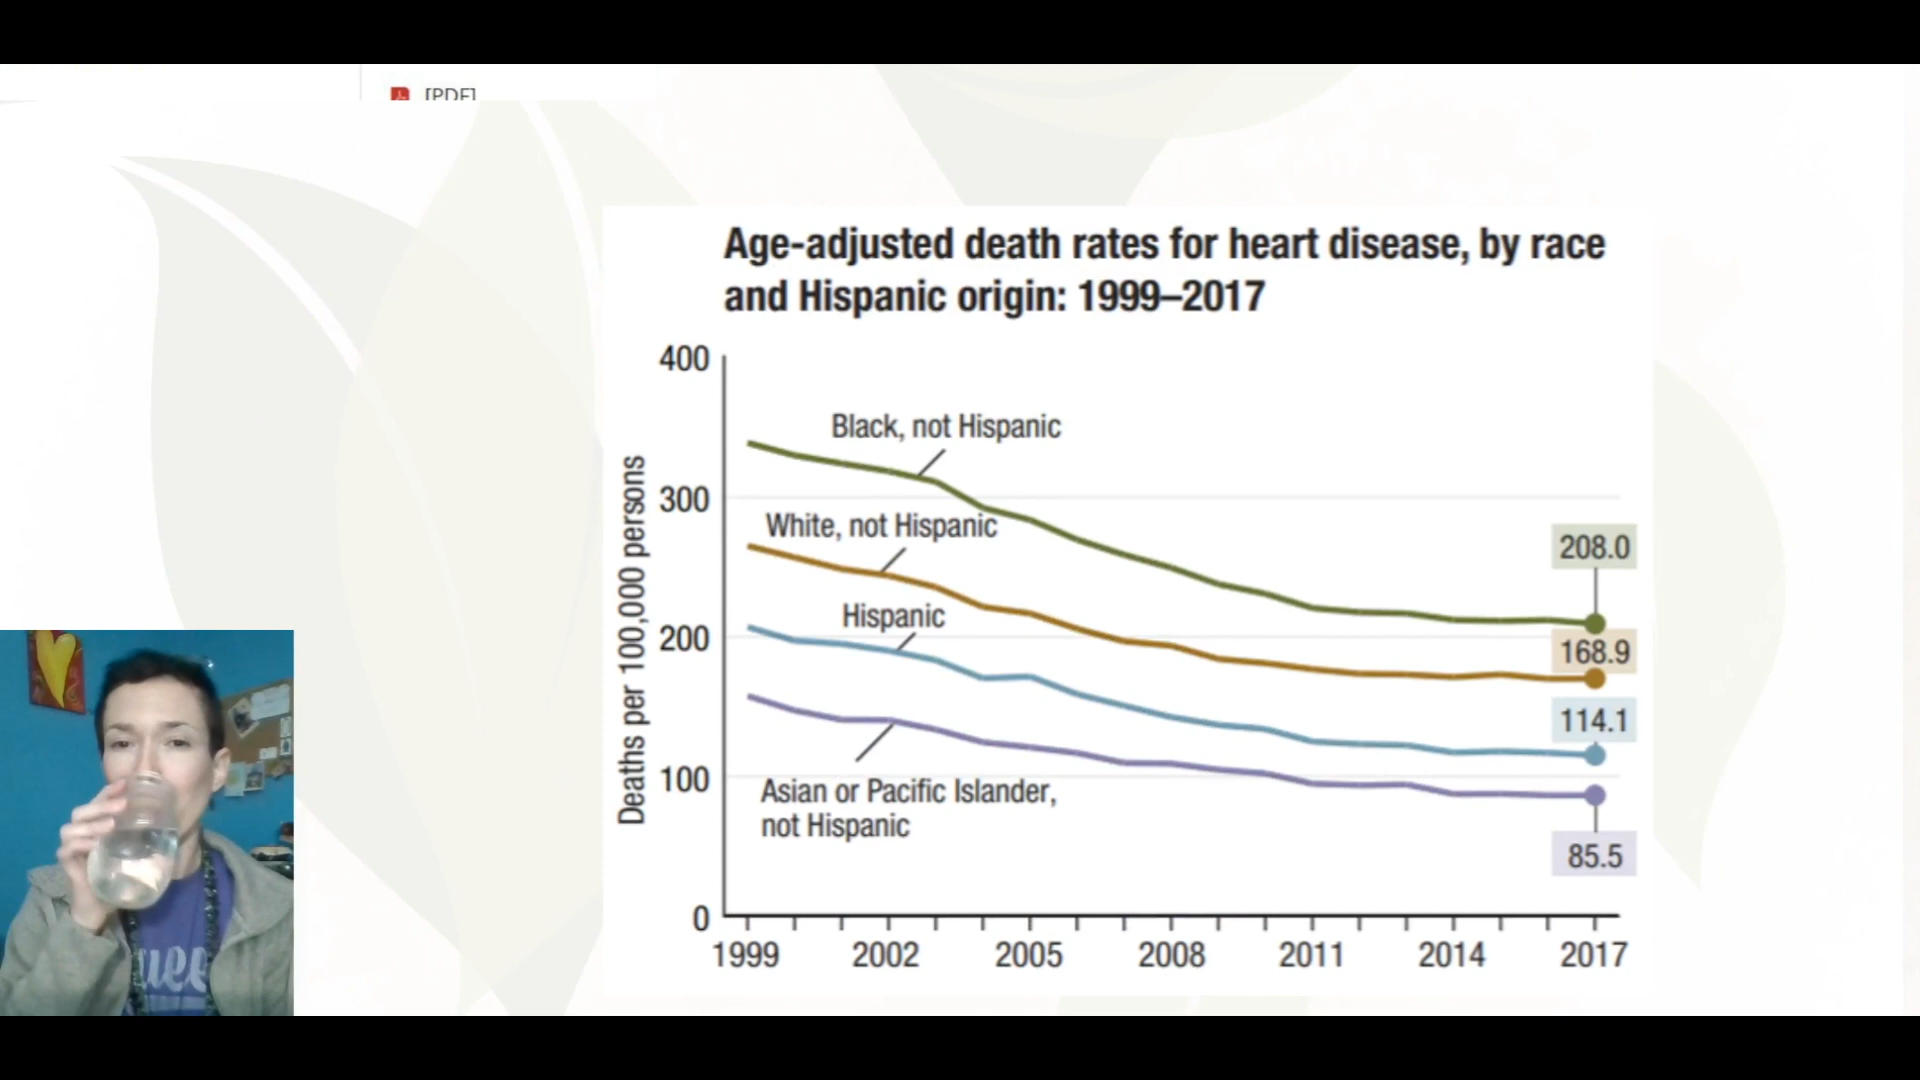 [PDF]
Age-adjusted death rates for heart disease, by race
and Hispanic origin: 1999–2017
Deaths per 100,000 persons
400
300
200
100
0
Black, not Hispanic
White, not Hispanic
Hispanic
Asian or Pacific Islander,
not Hispanic
208.0
168.9
114.1
85.5
1999 2002 2005 2008 2011 2014 2017